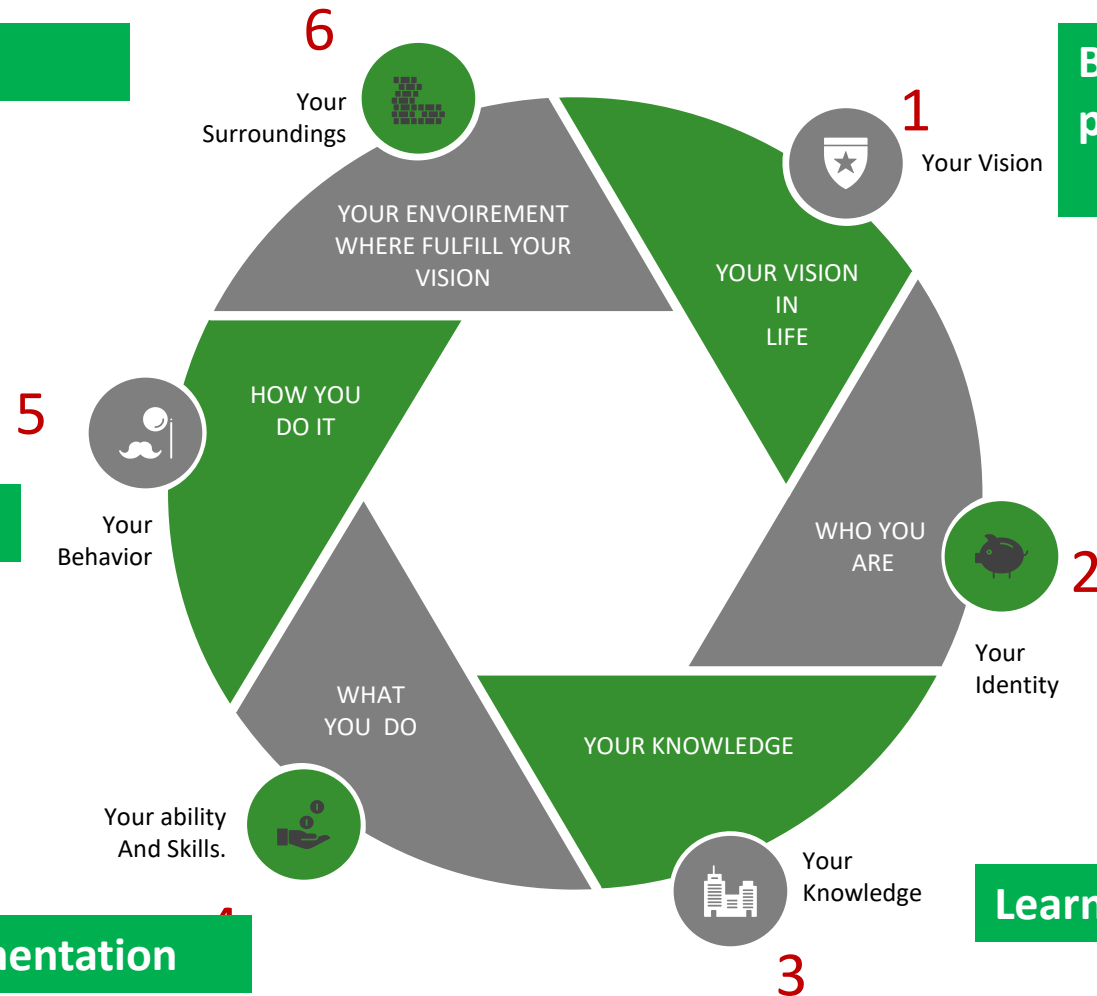 6
Your
Surroundings
YOUR ENVOIREMENT
WHERE FULFILL YOUR
VISION
1
Your Vision
YOUR VISION
IN
LIFE
WHO YOU
ARE
2
Your
Identity
YOUR KNOWLEDGE
Your
Knowledge
3
Learn
WHAT
YOU DO
Your ability
And Skills.
mentation
HOW YOU
DO IT
5
Your
Behavior